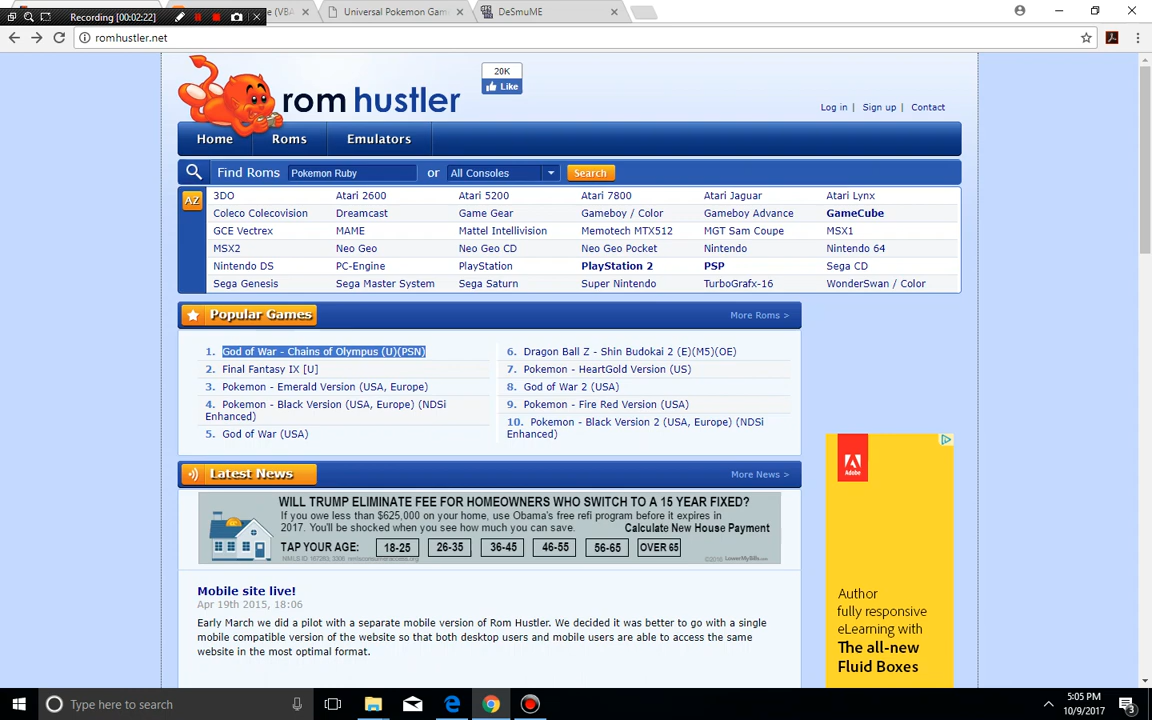 Recording [00:02:22]
(VBA
Universal Pokemon Gam
DeSmuME
romhustler.net
20K
Like
rom hustler
Log in | Sign up | Contact
Home Roms Emulators
Find Roms Pokemon Ruby or All Consoles Search
AZ
3DO Atari 2600 Atari 5200 Atari 7800 Atari Jaguar Atari Lynx
Coleco Colecovision Dreamcast Game Gear Gameboy / Color Gameboy Advance GameCube
GCE Vectrex MAME Mattel Intellivision Memotech MTX512 MGT Sam Coupe MSX1
MSX2 Neo Geo Neo Geo CD Neo Geo Pocket Nintendo Nintendo 64
Nintendo DS PC-Engine PlayStation PlayStation 2 PSP Sega CD
Sega Genesis Sega Master System Sega Saturn Super Nintendo TurboGrafx-16 WonderSwan / Color
Popular Games More Roms >
1. God of War - Chains of Olympus (U)(PSN)
2. Final Fantasy IX [U]
3. Pokemon - Emerald Version (USA, Europe)
4. Pokemon - Black Version (USA, Europe) (NDSi
Enhanced)
5. God of War (USA)
6. Dragon Ball Z - Shin Budokai 2 (E)(M5)(OE)
7. Pokemon - HeartGold Version (US)
8. God of War 2 (USA)
9. Pokemon - Fire Red Version (USA)
10. Pokemon - Black Version 2 (USA, Europe) (NDSi
Enhanced)
Latest News More News >
WILL TRUMP ELIMINATE FEE FOR HOMEOWNERS WHO SWITCH TO A 15 YEAR FIXED?
If you owe less than $625,000 on your home, use Obama's free refi program before it expires in
2017. You'll be shocked when you see how much you can save. Calculate New House Payment
TAP YOUR AGE: 18-25 26-35 36-45 46-55 56-65 OVER 65
Mobile site live!
Apr 19th 2015, 18:06
Early March we did a pilot with a separate mobile version of Rom Hustler. We decided it was better to go with a single
mobile compatible version of the website so that both desktop users and mobile users are able to access the same
website in the most optimal format.
Adobe
Author
fully responsive
eLearning with
The all-new
Fluid Boxes
Type here to search
5:05 PM
10/9/2017
3